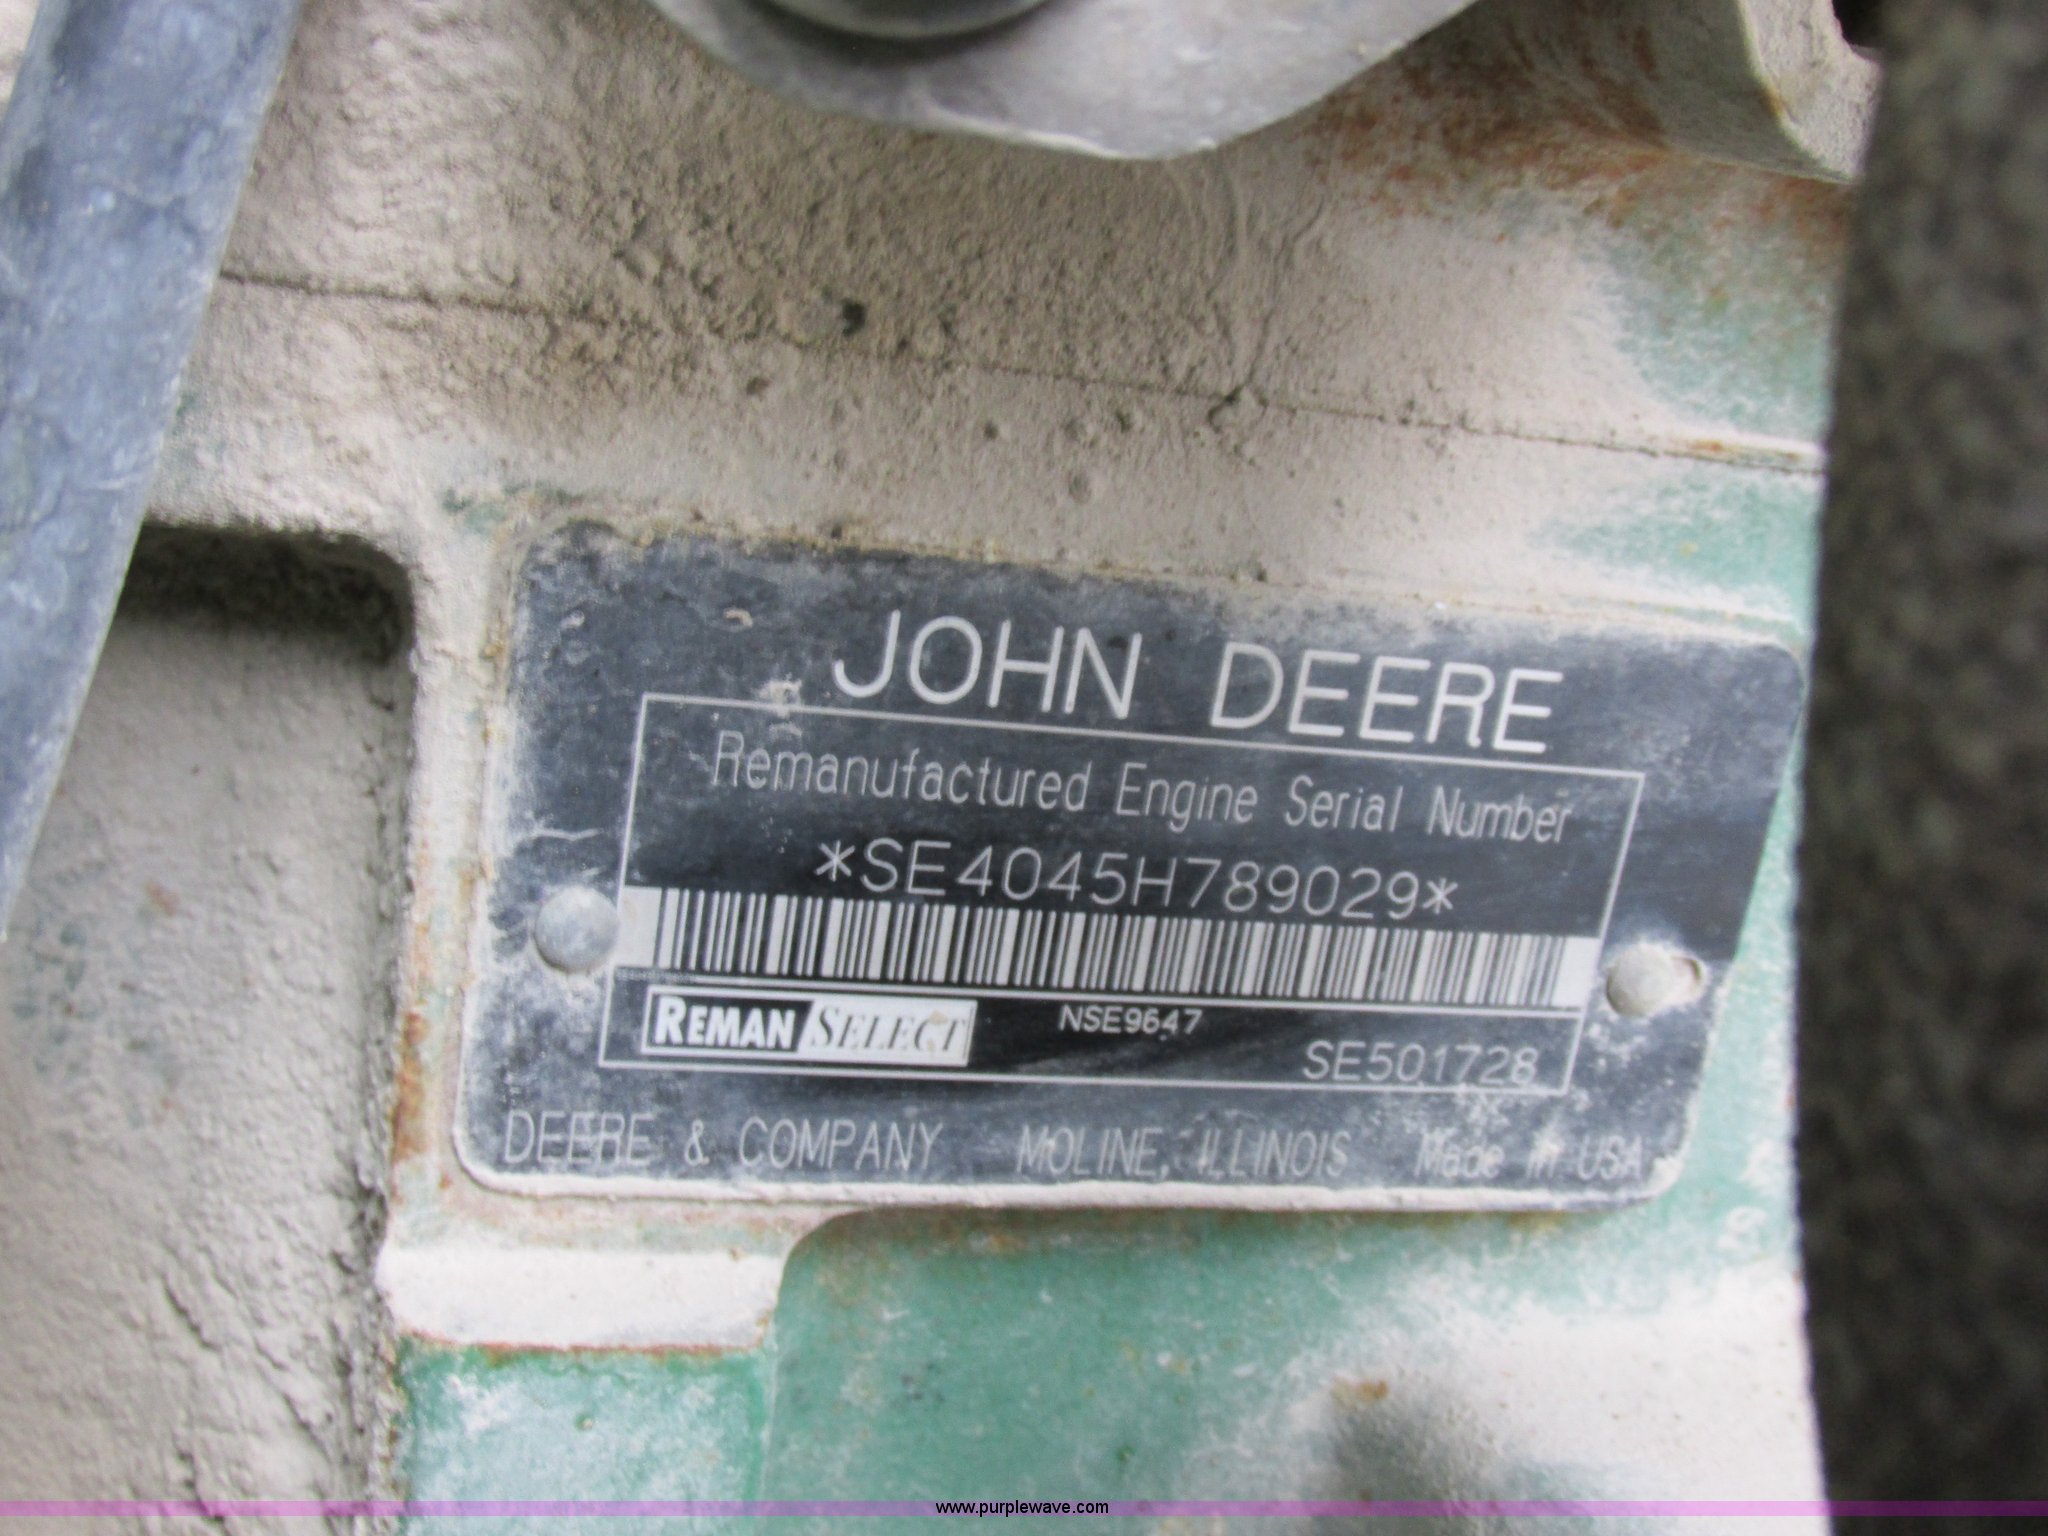 JOHN DEERE
Remanufactured Engine Serial Number
*SE4045H789029*
REMAN SELECT NSE9647
SE501728
DEERE & COMPANY MOLINE, ILLINOIS Made in USA
www.purplewave.com